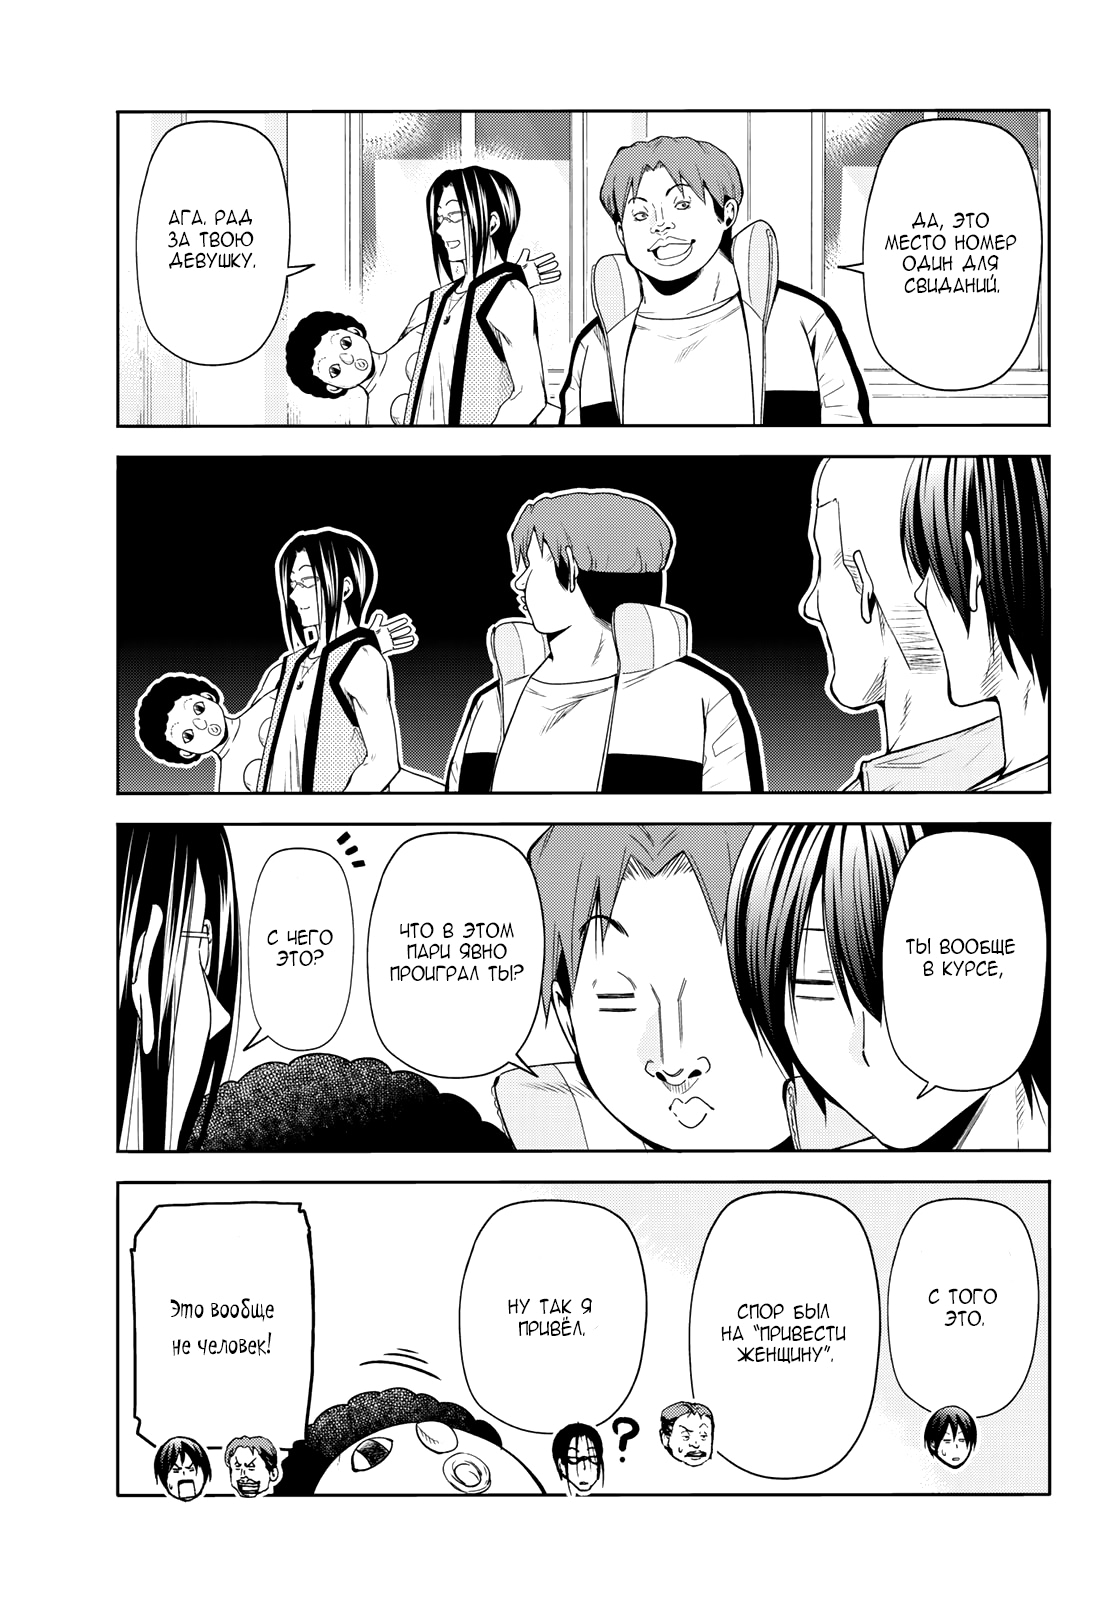 ДА, ЭТО
МЕСТО НОМЕР
ОДИН ДЛЯ
СВИДАНИЙ.
АГА. РАД
ЗА ТВОЮ
ДЕВУШКУ.
ТЫ ВООБЩЕ
В КУРСЕ,
ЧТО В ЭТОМ
ПАРИ ЯВНО
ПРОИГРАЛ ТЫ?
С ЧЕГО
ЭТО?
С ТОГО
ЭТО.
СПОР БЫЛ
НА "ПРИВЕСТИ
ЖЕНЩИНУ".
НУ ТАК Я
ПРИВЁЛ.
?
Это вообще
не человек!